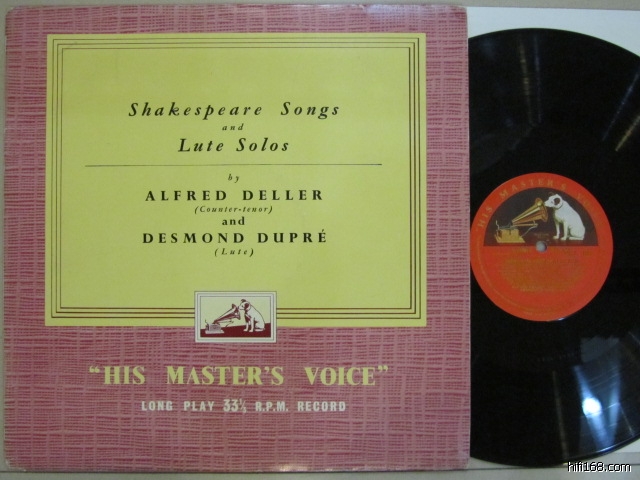 Shakespeare Songs
and
Lute Solos
by
ALFRED DELLER
(Counter-tenor)
and
DESMOND DUPRÉ
(Lute)
"HIS MASTER'S VOICE"
LONG PLAY 33⅓ R.P.M. RECORD
HIS MASTER'S VOICE
hifi168.com